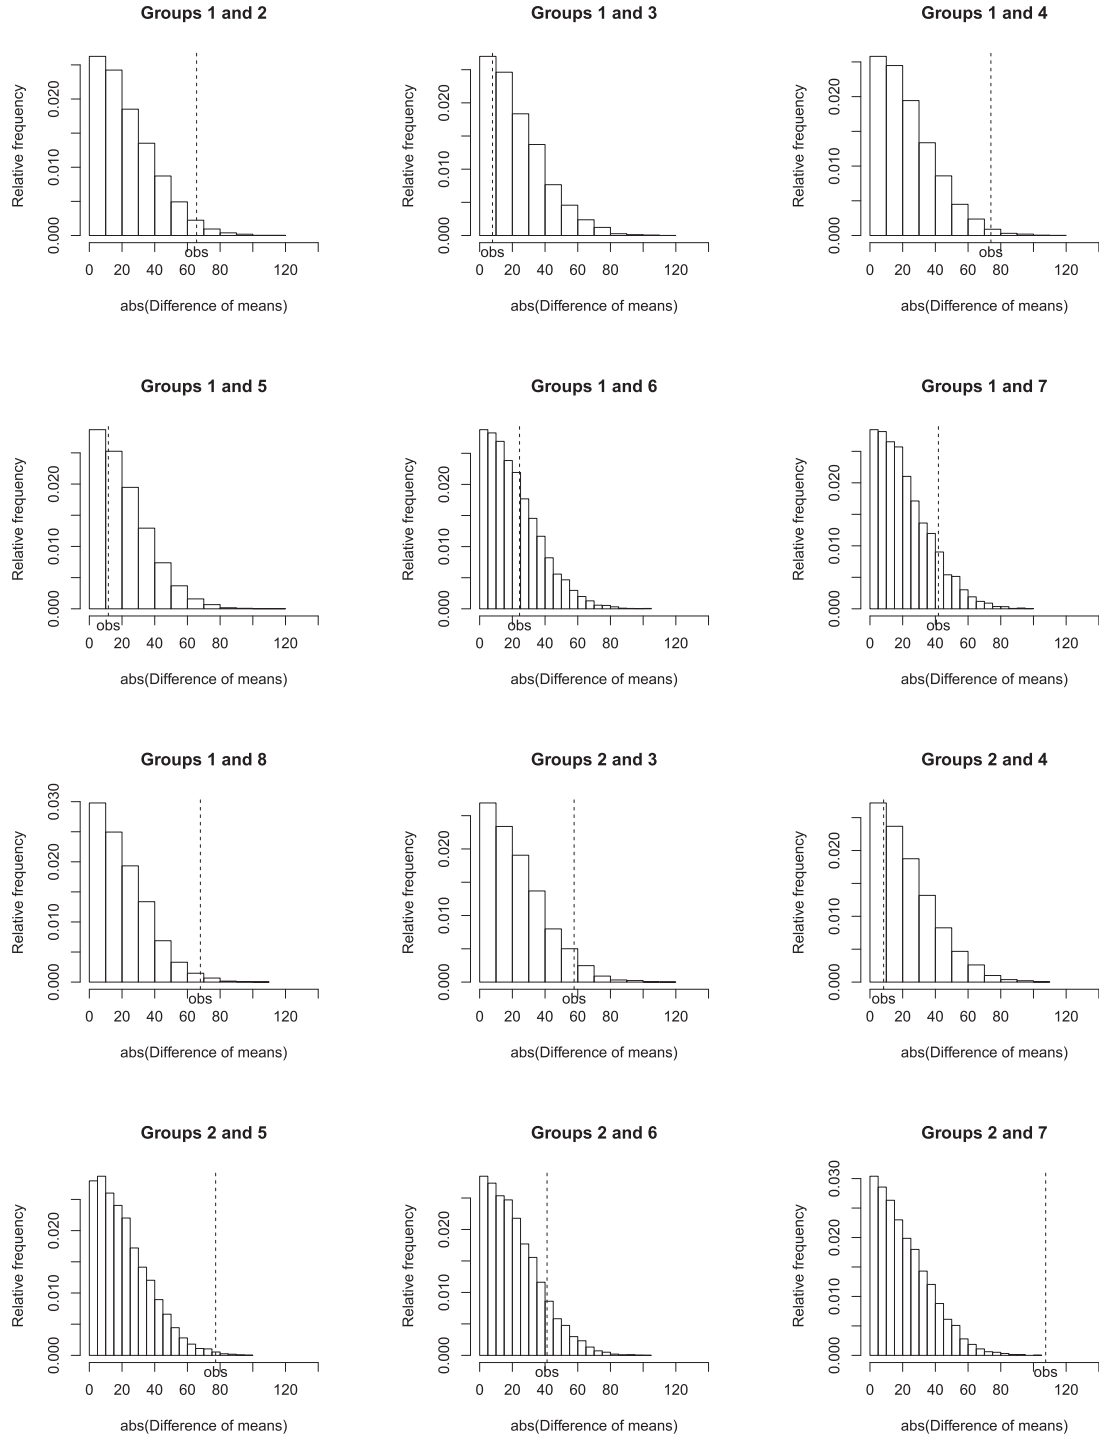 Groups 1 and 2
Groups 1 and 3
Groups 1 and 4
Relative frequency
0.000 0.010 0.020
obs
0 20 40 60 80 120
abs(Difference of means)
Relative frequency
0.000 0.010 0.020
obs
0 20 40 60 80 120
abs(Difference of means)
Relative frequency
0.000 0.010 0.020
obs
0 20 40 60 80 120
abs(Difference of means)
Groups 1 and 5
Groups 1 and 6
Groups 1 and 7
Relative frequency
0.000 0.010 0.020
obs
0 20 40 60 80 120
abs(Difference of means)
Relative frequency
0.000 0.010 0.020
obs
0 20 40 60 80 120
abs(Difference of means)
Relative frequency
0.000 0.010 0.020
obs
0 20 40 60 80 120
abs(Difference of means)
Groups 1 and 8
Groups 2 and 3
Groups 2 and 4
Relative frequency
0.000 0.010 0.020 0.030
obs
0 20 40 60 80 120
abs(Difference of means)
Relative frequency
0.000 0.010 0.020
obs
0 20 40 60 80 120
abs(Difference of means)
Relative frequency
0.000 0.010 0.020
obs
0 20 40 60 80 120
abs(Difference of means)
Groups 2 and 5
Groups 2 and 6
Groups 2 and 7
Relative frequency
0.000 0.010 0.020
obs
0 20 40 60 80 120
abs(Difference of means)
Relative frequency
0.000 0.010 0.020
obs
0 20 40 60 80 120
abs(Difference of means)
Relative frequency
0.000 0.010 0.020 0.030
obs
0 20 40 60 80 120
abs(Difference of means)